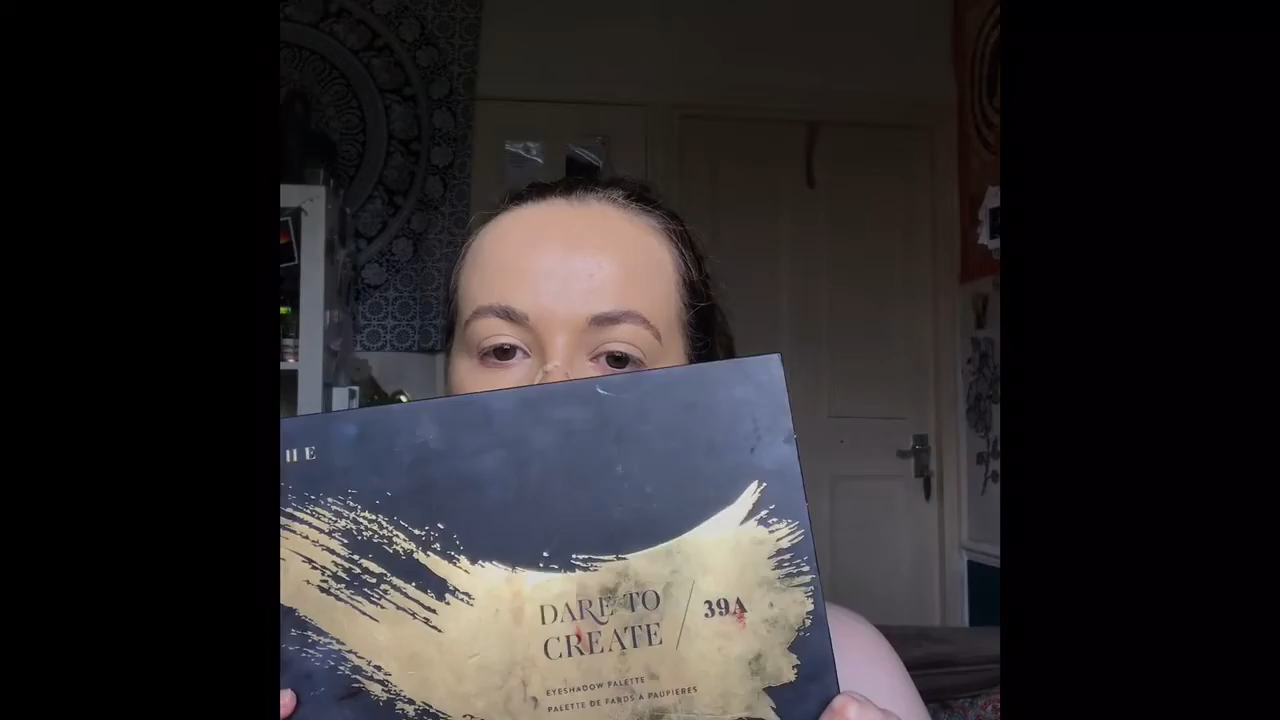 HE
DARE TO
CREATE
39A
EYESHADOW PALETTE
PALETTE DE FARDS À PAUPIÈRES